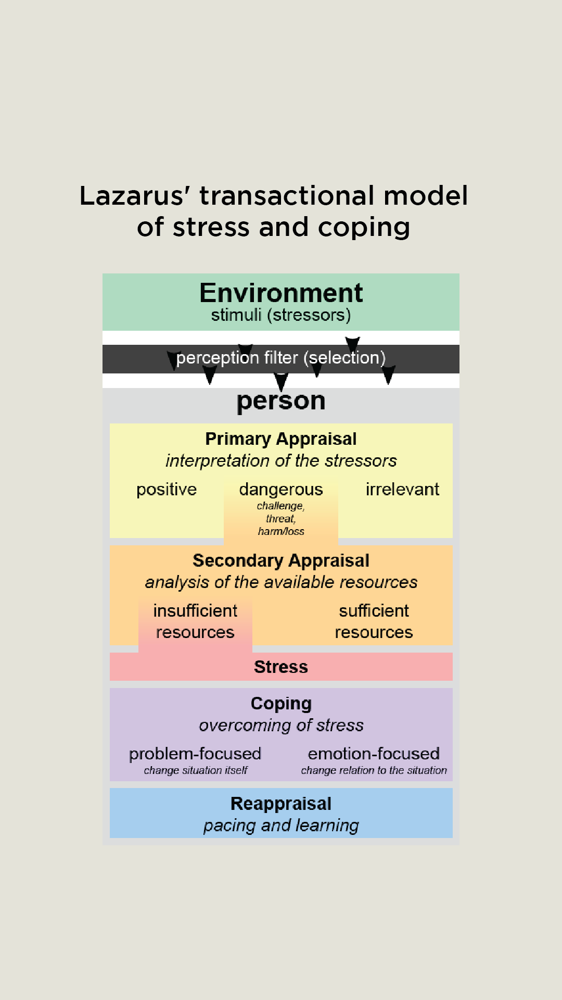 Lazarus' transactional model
of stress and coping
Environment
stimuli (stressors)
perception filter (selection)
person
Primary Appraisal
interpretation of the stressors
positive
dangerous
irrelevant
challenge,
threat,
harm/loss
Secondary Appraisal
analysis of the available resources
insufficient
resources
sufficient
resources
Stress
Coping
overcoming of stress
problem-focused
change situation itself
emotion-focused
change relation to the situation
Reappraisal
pacing and learning